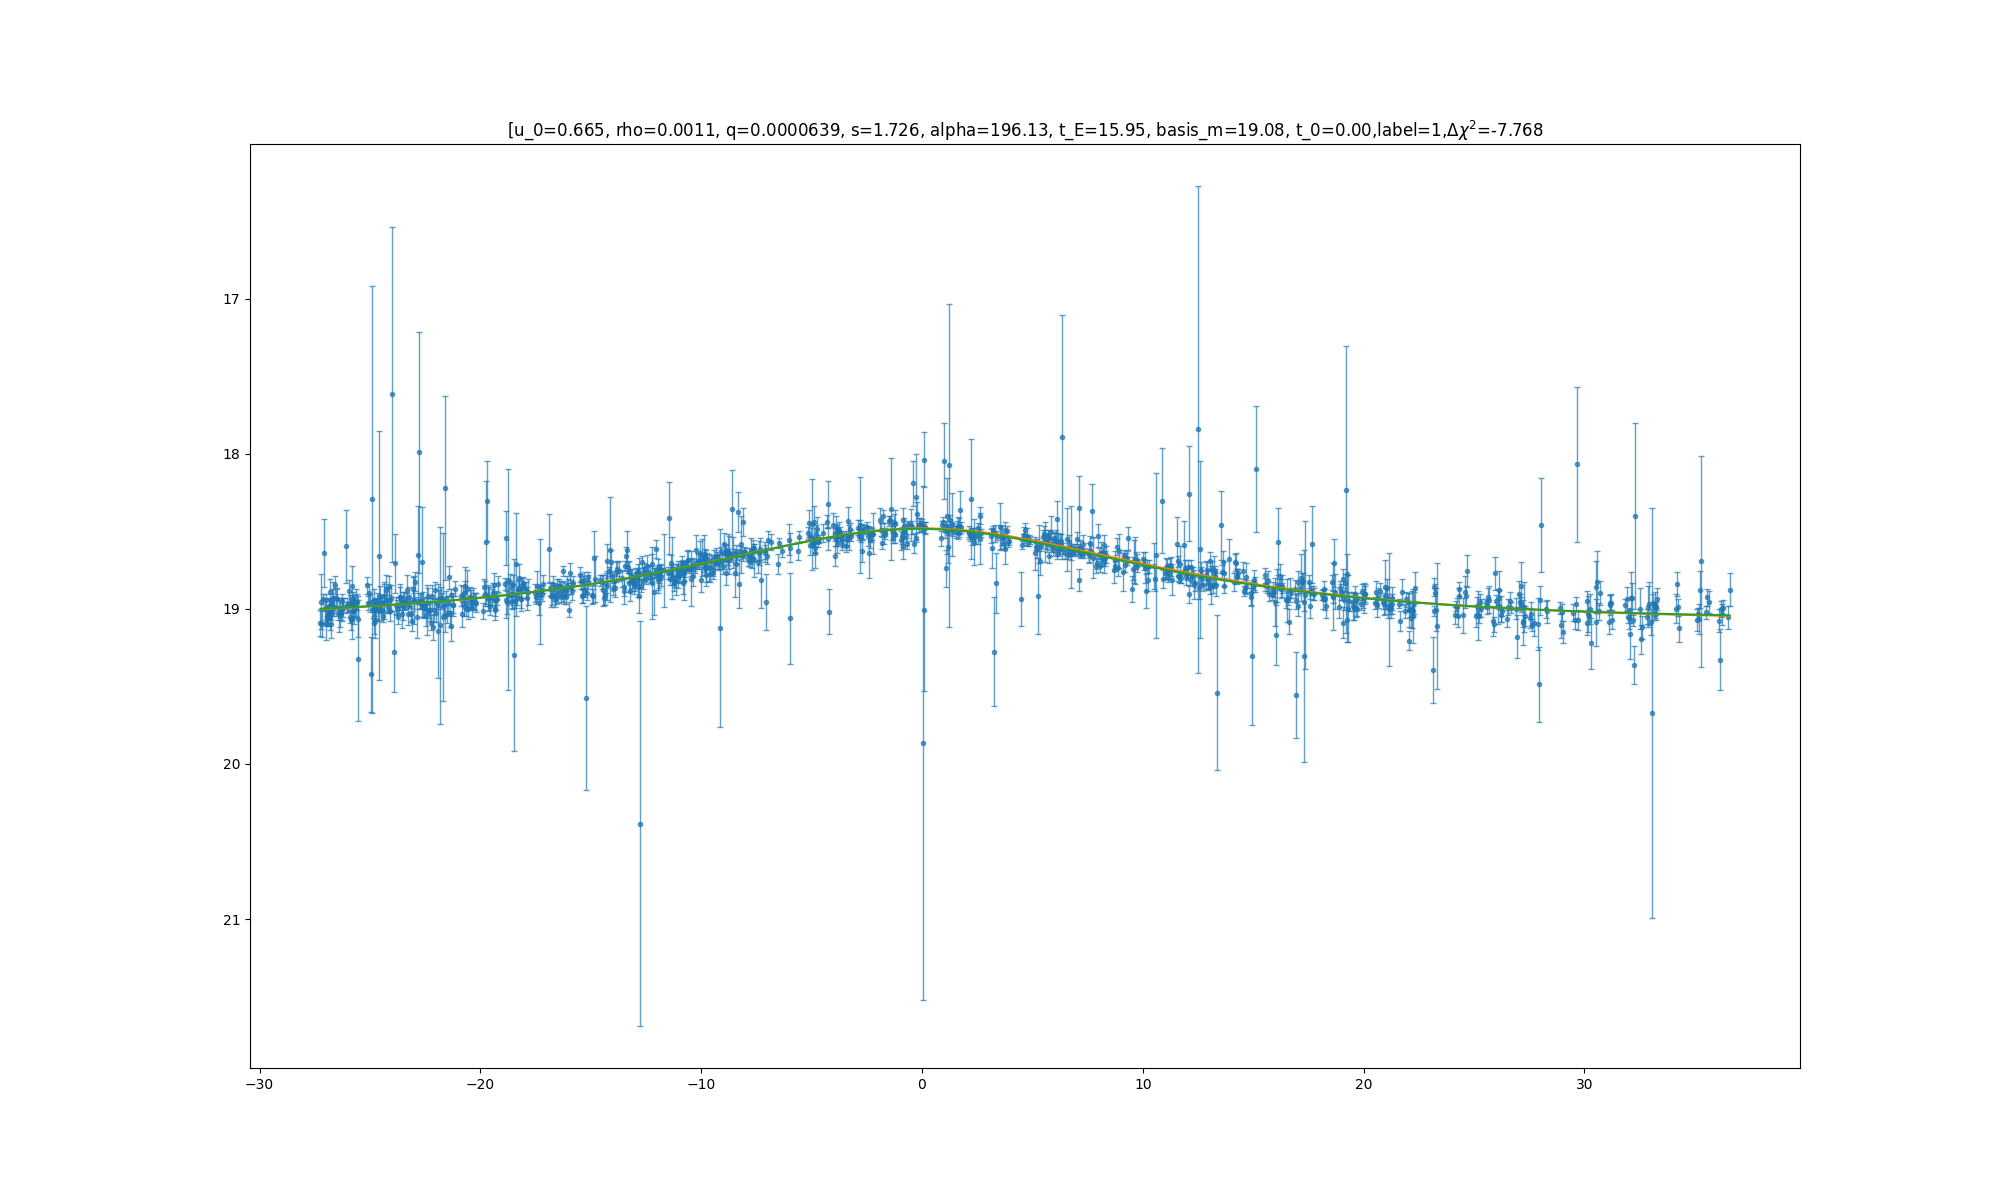 [u_0=0.665, rho=0.0011, q=0.0000639, s=1.726, alpha=196.13, t_E=15.95, basis_m=19.08, t_0=0.00,label=1,Δχ²=-7.768
17
18
19
20
21
−30 −20 −10 0 10 20 30